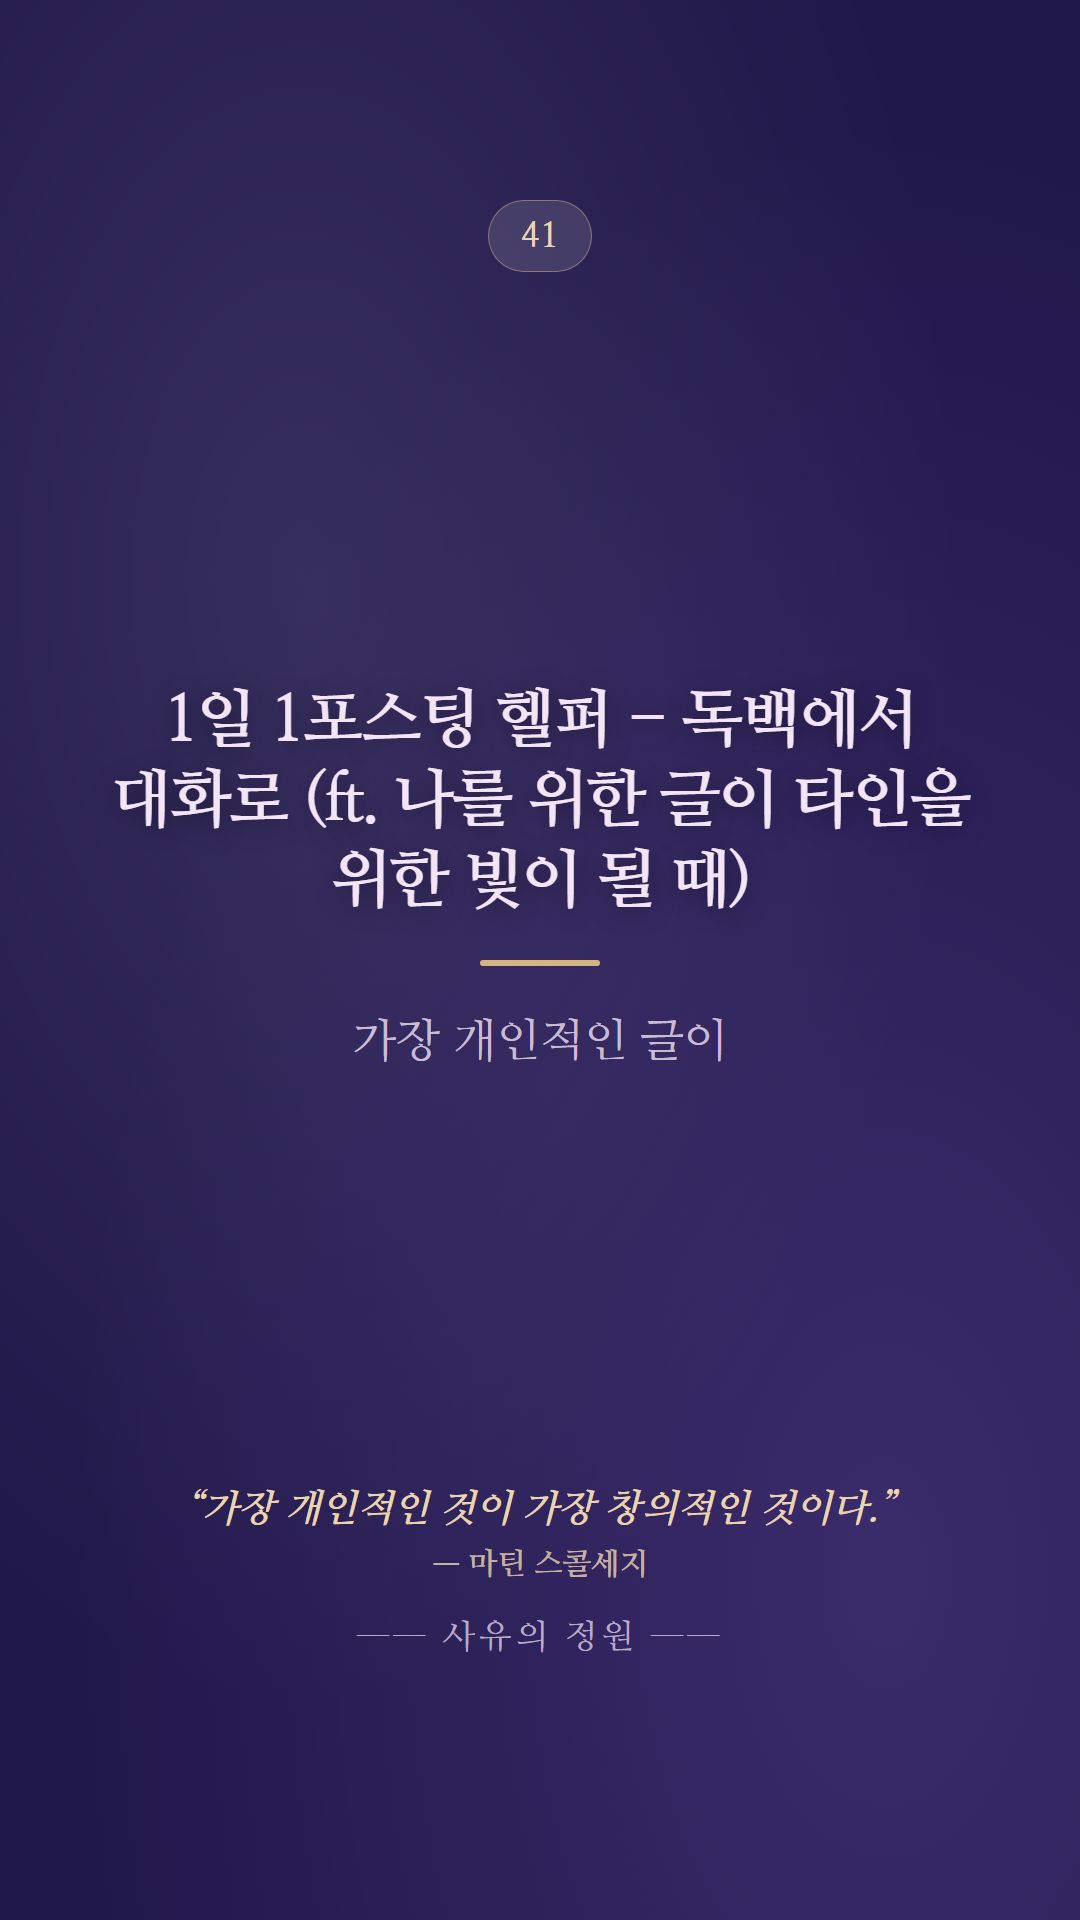 41
1일 1포스팅 헬퍼 – 독백에서
대화로 (ft. 나를 위한 글이 타인을
위한 빛이 될 때)
가장 개인적인 글이
“가장 개인적인 것이 가장 창의적인 것이다.”
— 마틴 스콜세지
—— 사유의 정원 ——